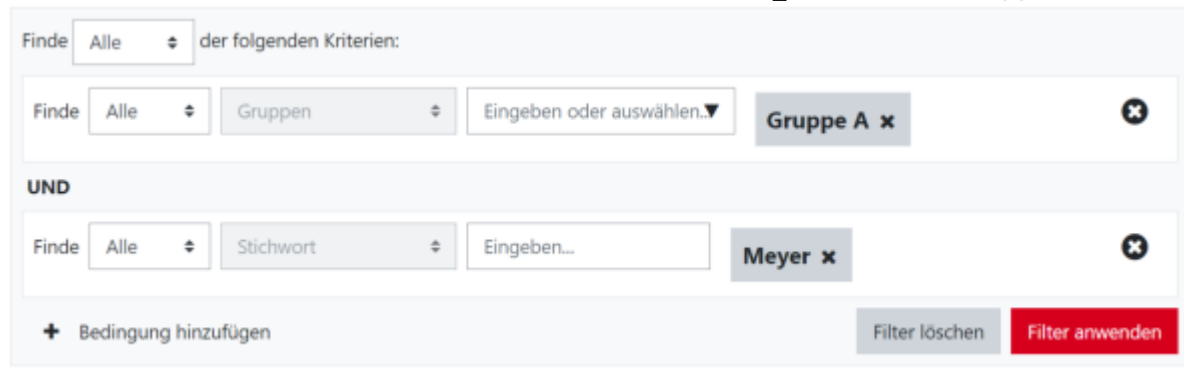 Finde Alle der folgenden Kriterien:
Finde Alle Gruppen Eingeben oder auswählen.. Gruppe A ×
UND
Finde Alle Stichwort Eingeben... Meyer ×
+ Bedingung hinzufügen Filter löschen Filter anwenden